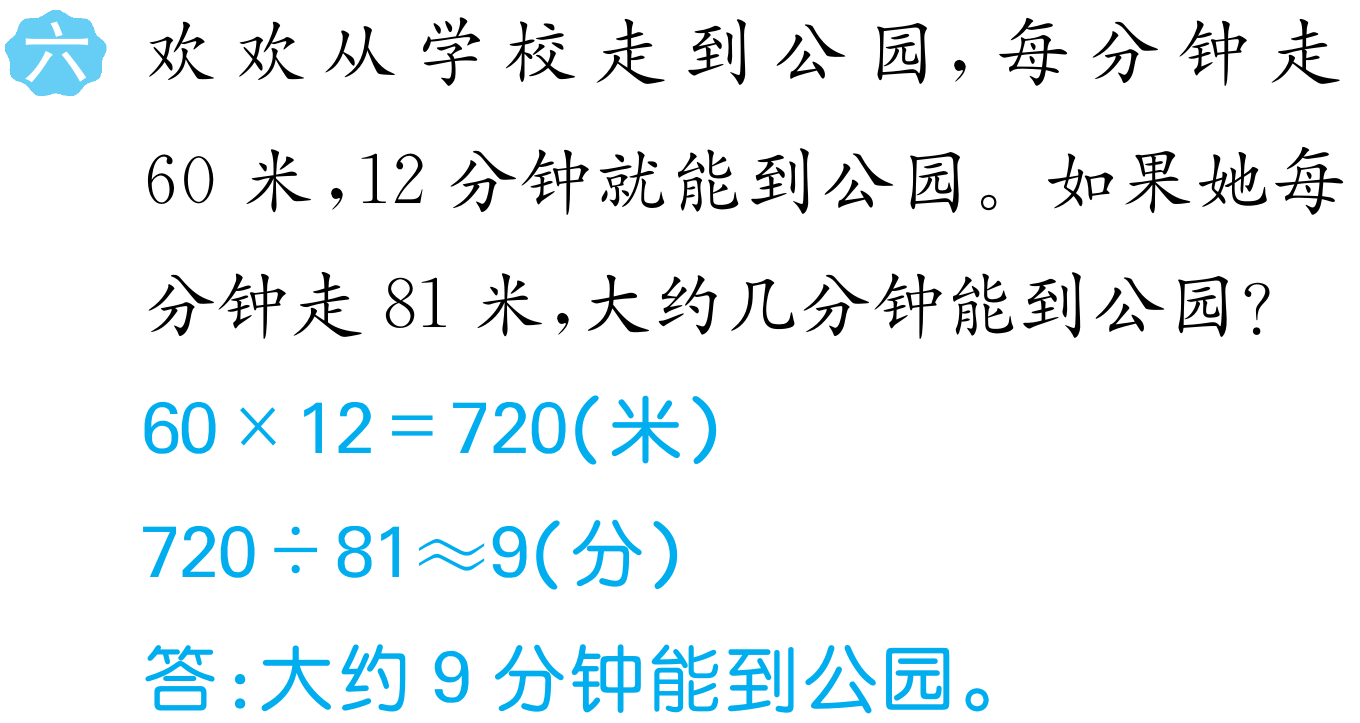 六 欢欢从学校走到公园,每分钟走
60 米,12 分钟就能到公园。如果她每
分钟走 81 米,大约几分钟能到公园?
60 × 12 = 720(米)
720 ÷ 81≈9(分)
答:大约 9 分钟能到公园。